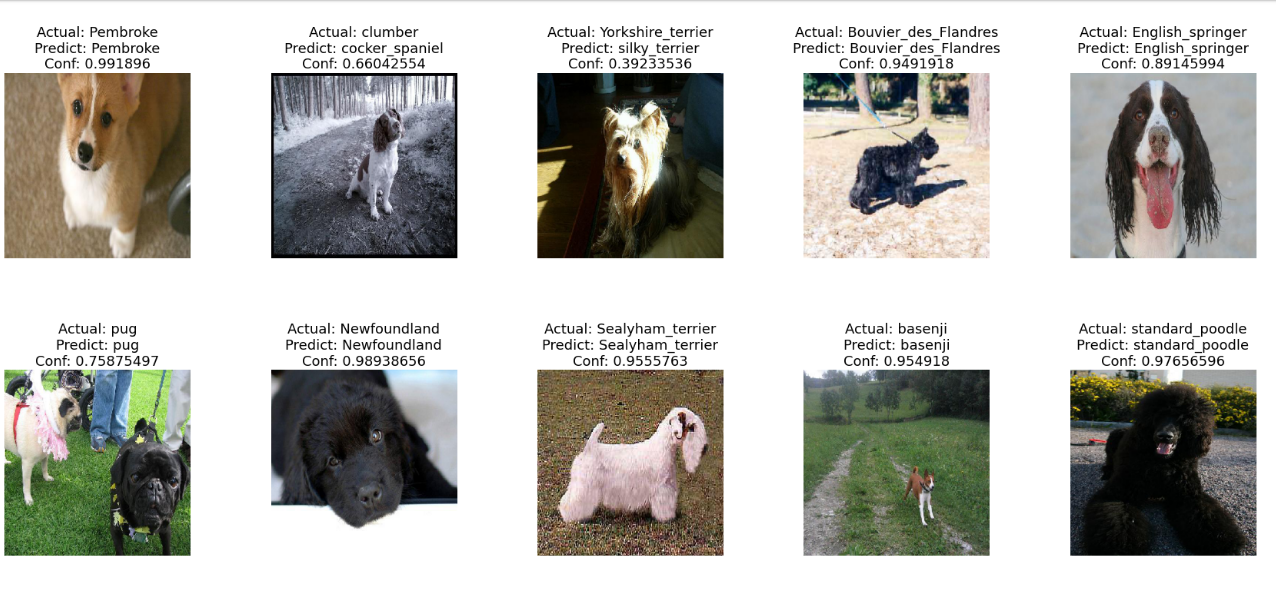 Actual: Pembroke
Predict: Pembroke
Conf: 0.991896
Actual: clumber
Predict: cocker_spaniel
Conf: 0.66042554
Actual: Yorkshire_terrier
Predict: silky_terrier
Conf: 0.39233536
Actual: Bouvier_des_Flandres
Predict: Bouvier_des_Flandres
Conf: 0.9491918
Actual: English_springer
Predict: English_springer
Conf: 0.89145994
Actual: pug
Predict: pug
Conf: 0.75875497
Actual: Newfoundland
Predict: Newfoundland
Conf: 0.98938656
Actual: Sealyham_terrier
Predict: Sealyham_terrier
Conf: 0.9555763
Actual: basenji
Predict: basenji
Conf: 0.954918
Actual: standard_poodle
Predict: standard_poodle
Conf: 0.97656596